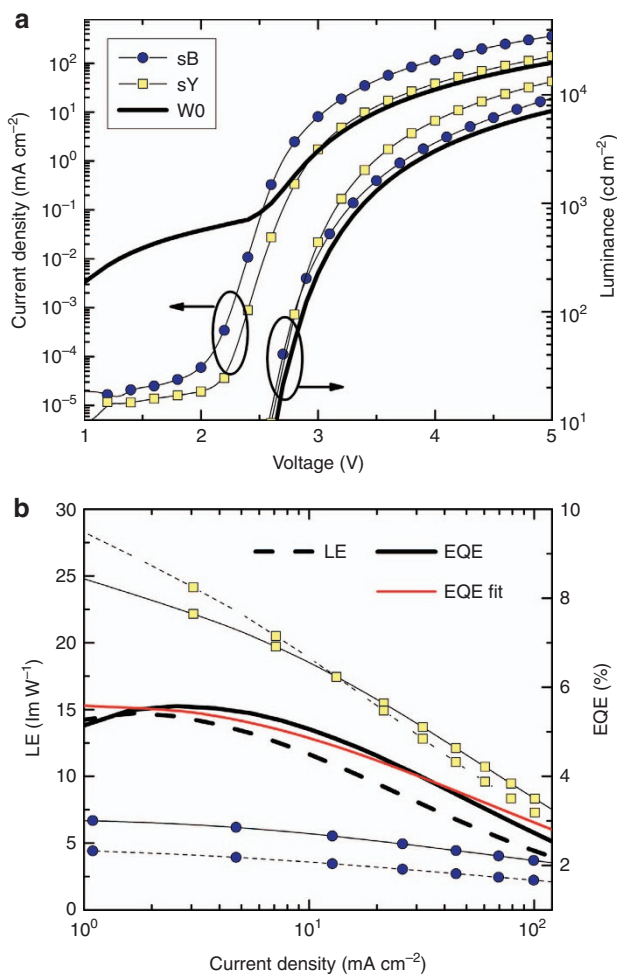 a
sB
sY
W0
10²
10¹
10⁰
10⁻¹
10⁻²
10⁻³
10⁻⁴
10⁻⁵
Current density (mA cm⁻²)
10⁴
10³
10²
10¹
Luminance (cd m⁻²)
1 2 3 4 5
Voltage (V)
b
30
25
20
15
10
5
0
LE (lm W⁻¹)
LE EQE
EQE fit
10
8
6
4
2
EQE (%)
10⁰ 10¹ 10²
Current density (mA cm⁻²)